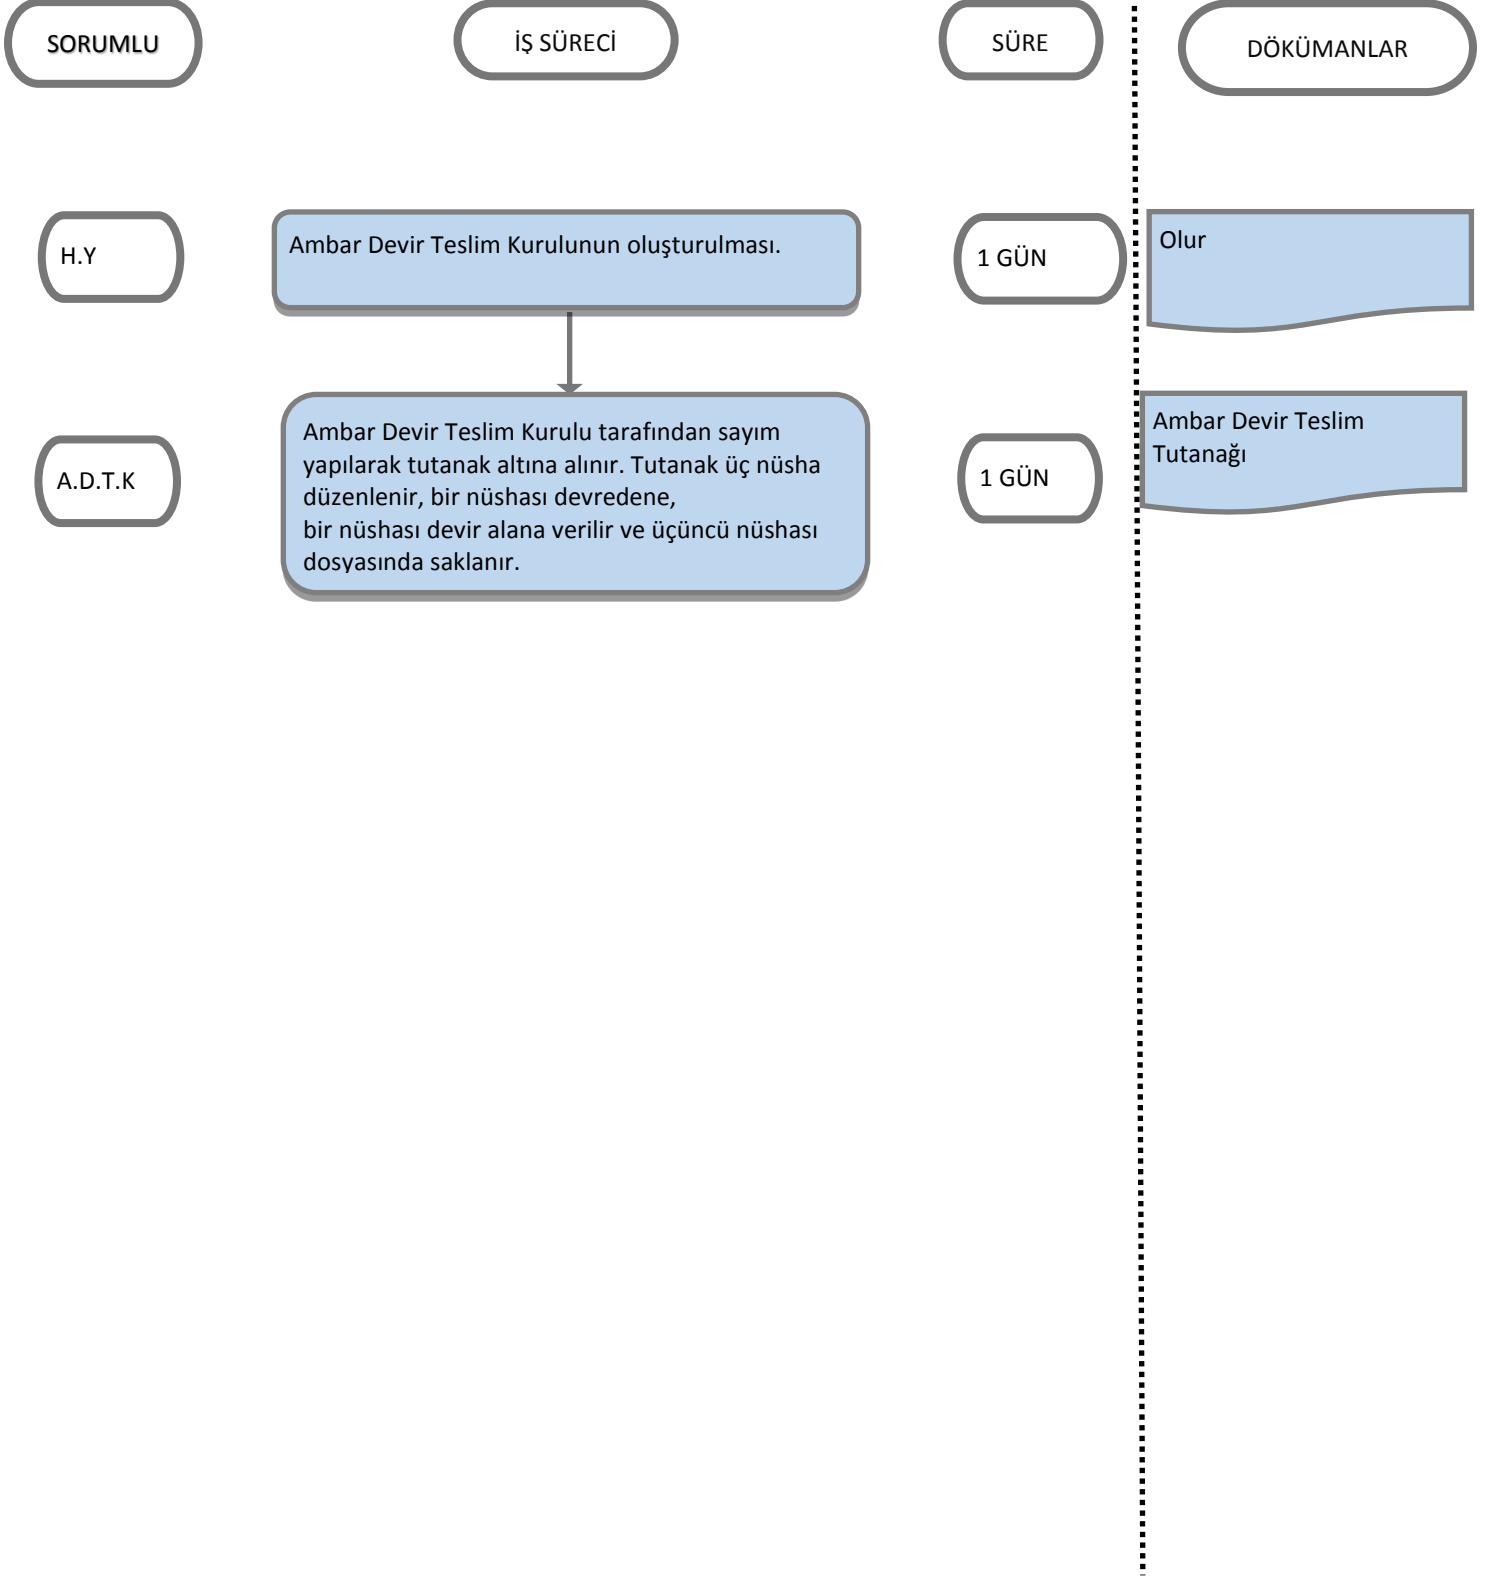 SORUMLU
İŞ SÜRECİ
SÜRE
DÖKÜMANLAR
H.Y
Ambar Devir Teslim Kurulunun oluşturulması.
1 GÜN
Olur
A.D.T.K
Ambar Devir Teslim Kurulu tarafından sayım
yapılarak tutanak altına alınır. Tutanak üç nüsha
düzenlenir, bir nüshası devredene,
bir nüshası devir alana verilir ve üçüncü nüshası
dosyasında saklanır.
1 GÜN
Ambar Devir Teslim
Tutanağı